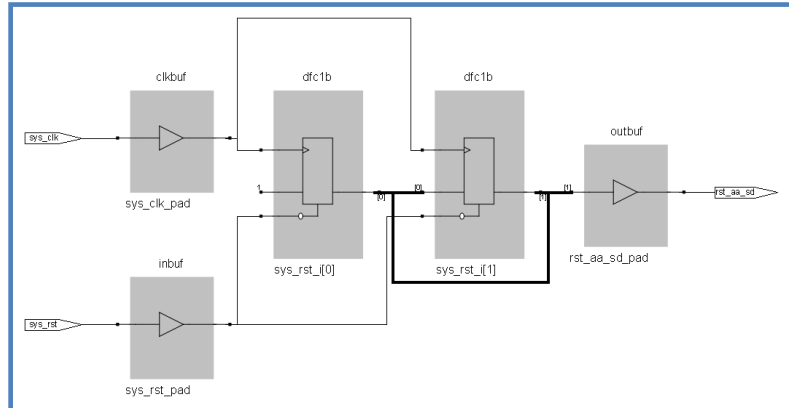 clkbuf
dfc1b
dfc1b
outbuf
sys_clk
1
[0]
[0]
[1]
[1]
rst_aa_sd
sys_clk_pad
sys_rst_i[0]
sys_rst_i[1]
rst_aa_sd_pad
inbuf
sys_rst
sys_rst_pad